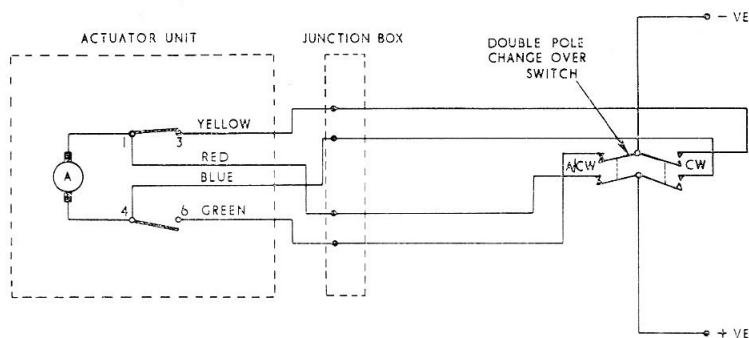 ACTUATOR UNIT
JUNCTION BOX
DOUBLE POLE
CHANGE OVER
SWITCH
- VE
YELLOW
1
3
RED
A
BLUE
4
6
GREEN
A/CW
CW
+ VE